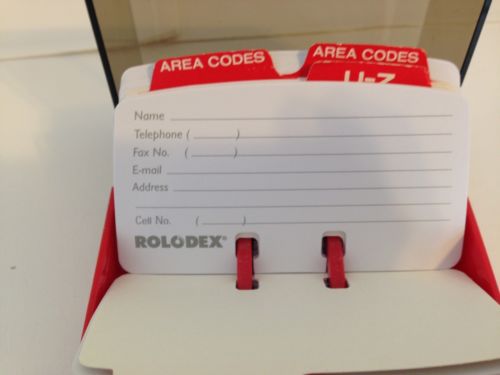 AREA CODES AREA CODES
U-Z
Name
Telephone ( )
Fax No. ( )
E-mail
Address
Cell No. ( )
ROLODEX®